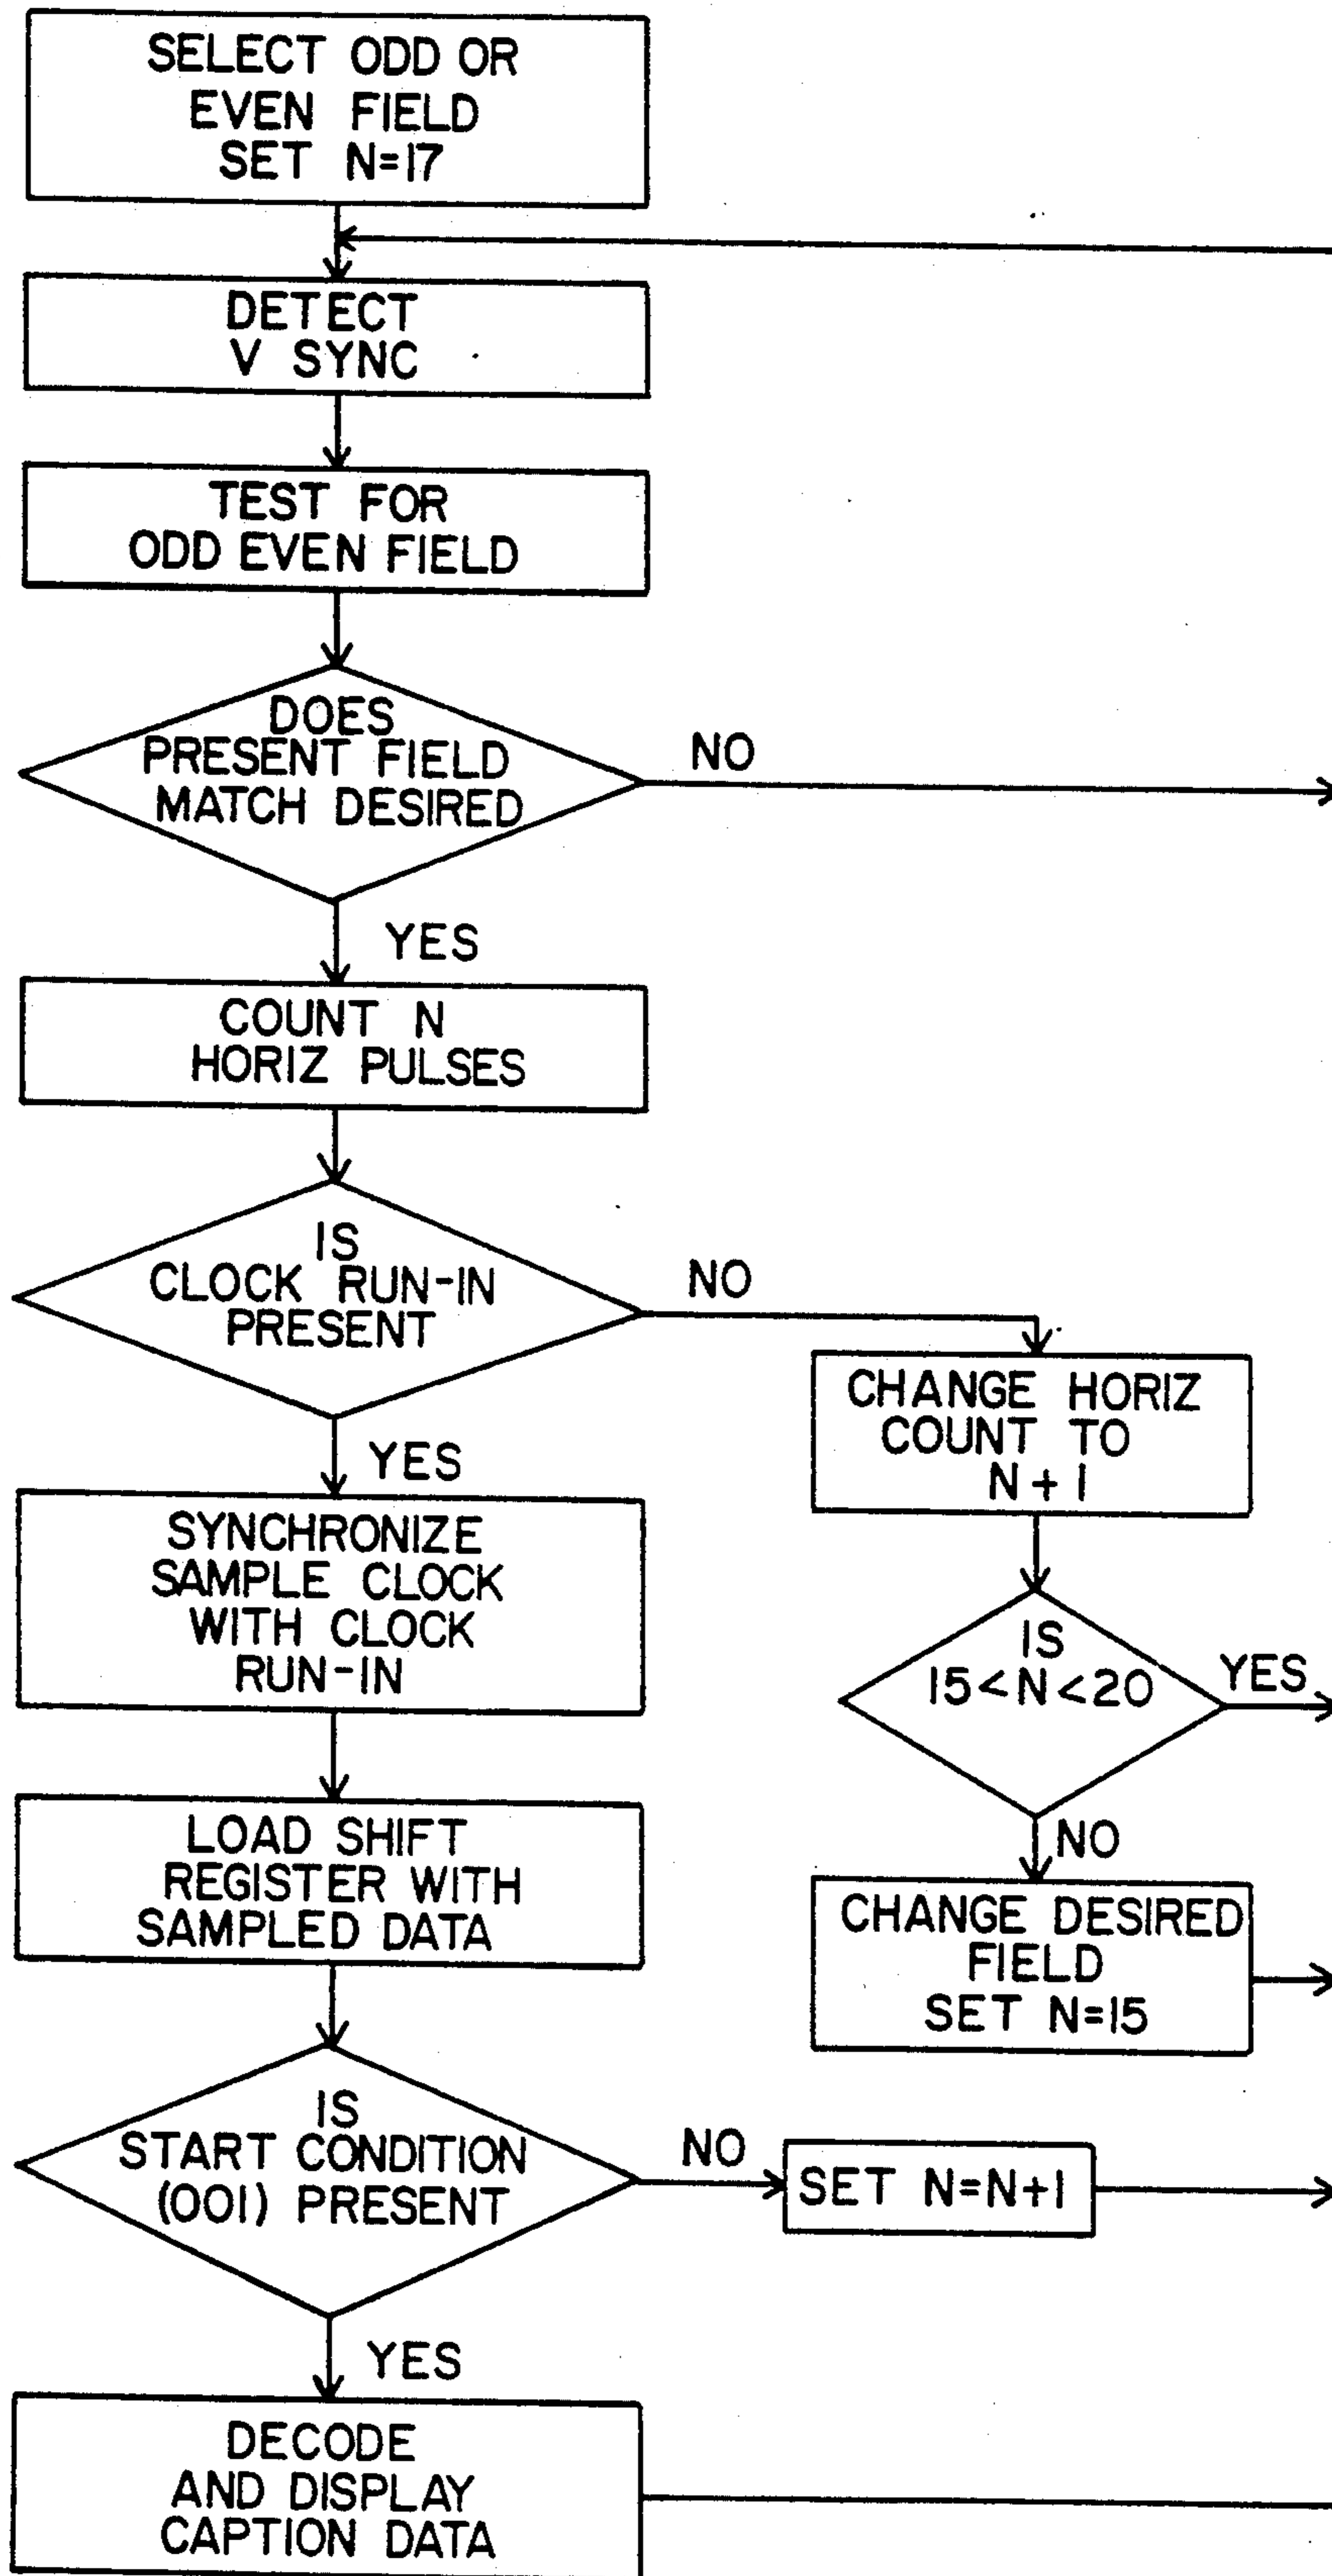 SELECT ODD OR
EVEN FIELD
SET N=17
DETECT
V SYNC
TEST FOR
ODD EVEN FIELD
DOES
PRESENT FIELD
MATCH DESIRED
NO
YES
COUNT N
HORIZ PULSES
IS
CLOCK RUN-IN
PRESENT
NO
CHANGE HORIZ
COUNT TO
N + 1
YES
SYNCHRONIZE
SAMPLE CLOCK
WITH CLOCK
RUN-IN
IS
15<N<20
YES
NO
LOAD SHIFT
REGISTER WITH
SAMPLED DATA
CHANGE DESIRED
FIELD
SET N=15
IS
START CONDITION
(001) PRESENT
NO
SET N=N+1
YES
DECODE
AND DISPLAY
CAPTION DATA